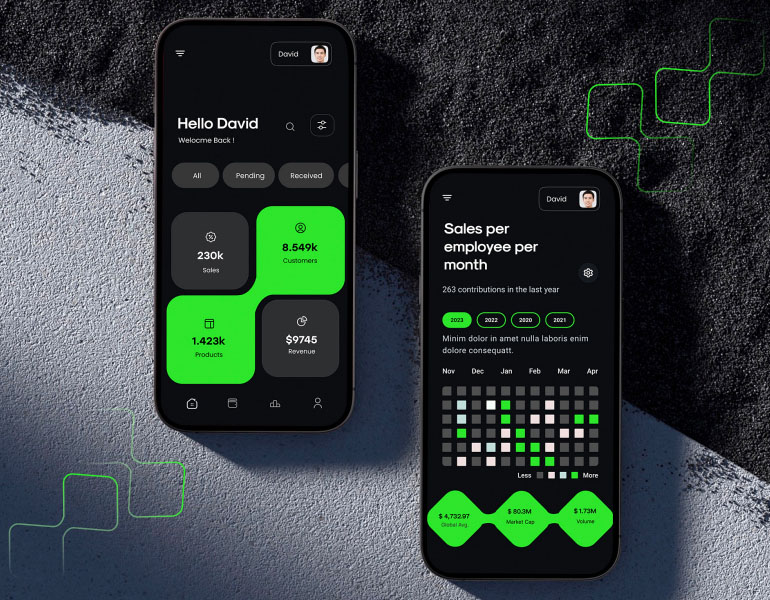 David
Hello David
Welocme Back !
All
Pending
Received
230k
Sales
8.549k
Customers
1.423k
Products
$9745
Revenue
David
Sales per
employee per
month
263 contributions in the last year
2023
2022
2020
2021
Minim dolor in amet nulla laboris enim
dolore consequatt.
Nov Dec Jan Feb Mar Apr
Less
More
$ 4,732.97
Global Avg.
$ 80.3M
Market Cap
$ 1.73M
Volume